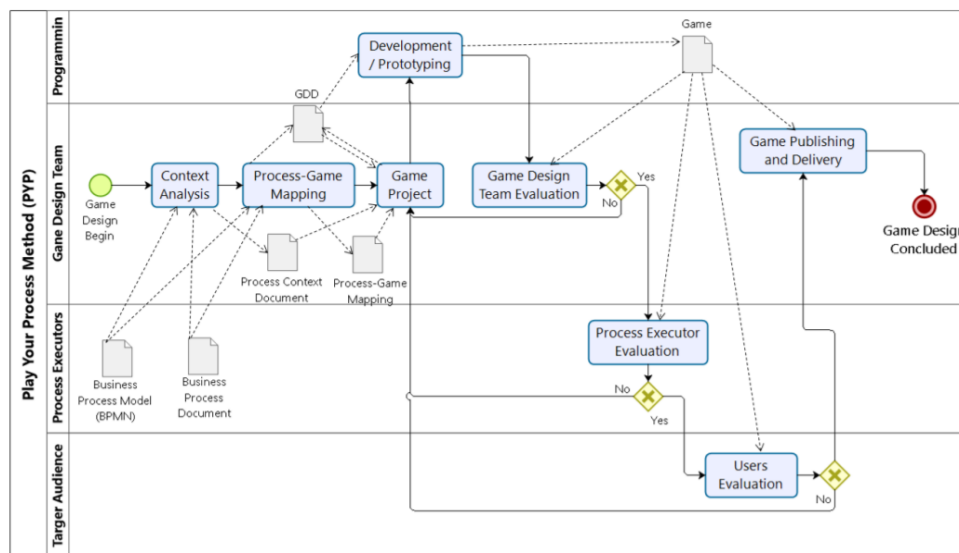 Play Your Process Method (PYP)
Programmin
Development
/ Prototyping
Game
Game Design Team
GDD
Game
Design
Begin
Context
Analysis
Process-Game
Mapping
Game
Project
Game Design
Team Evaluation
Yes
No
Game Publishing
and Delivery
Game Design
Concluded
Process Context
Document
Process-Game
Mapping
Process Executors
Business
Process Model
(BPMN)
Business
Process
Document
Process Executor
Evaluation
No
Yes
Targer Audience
Users
Evaluation
No